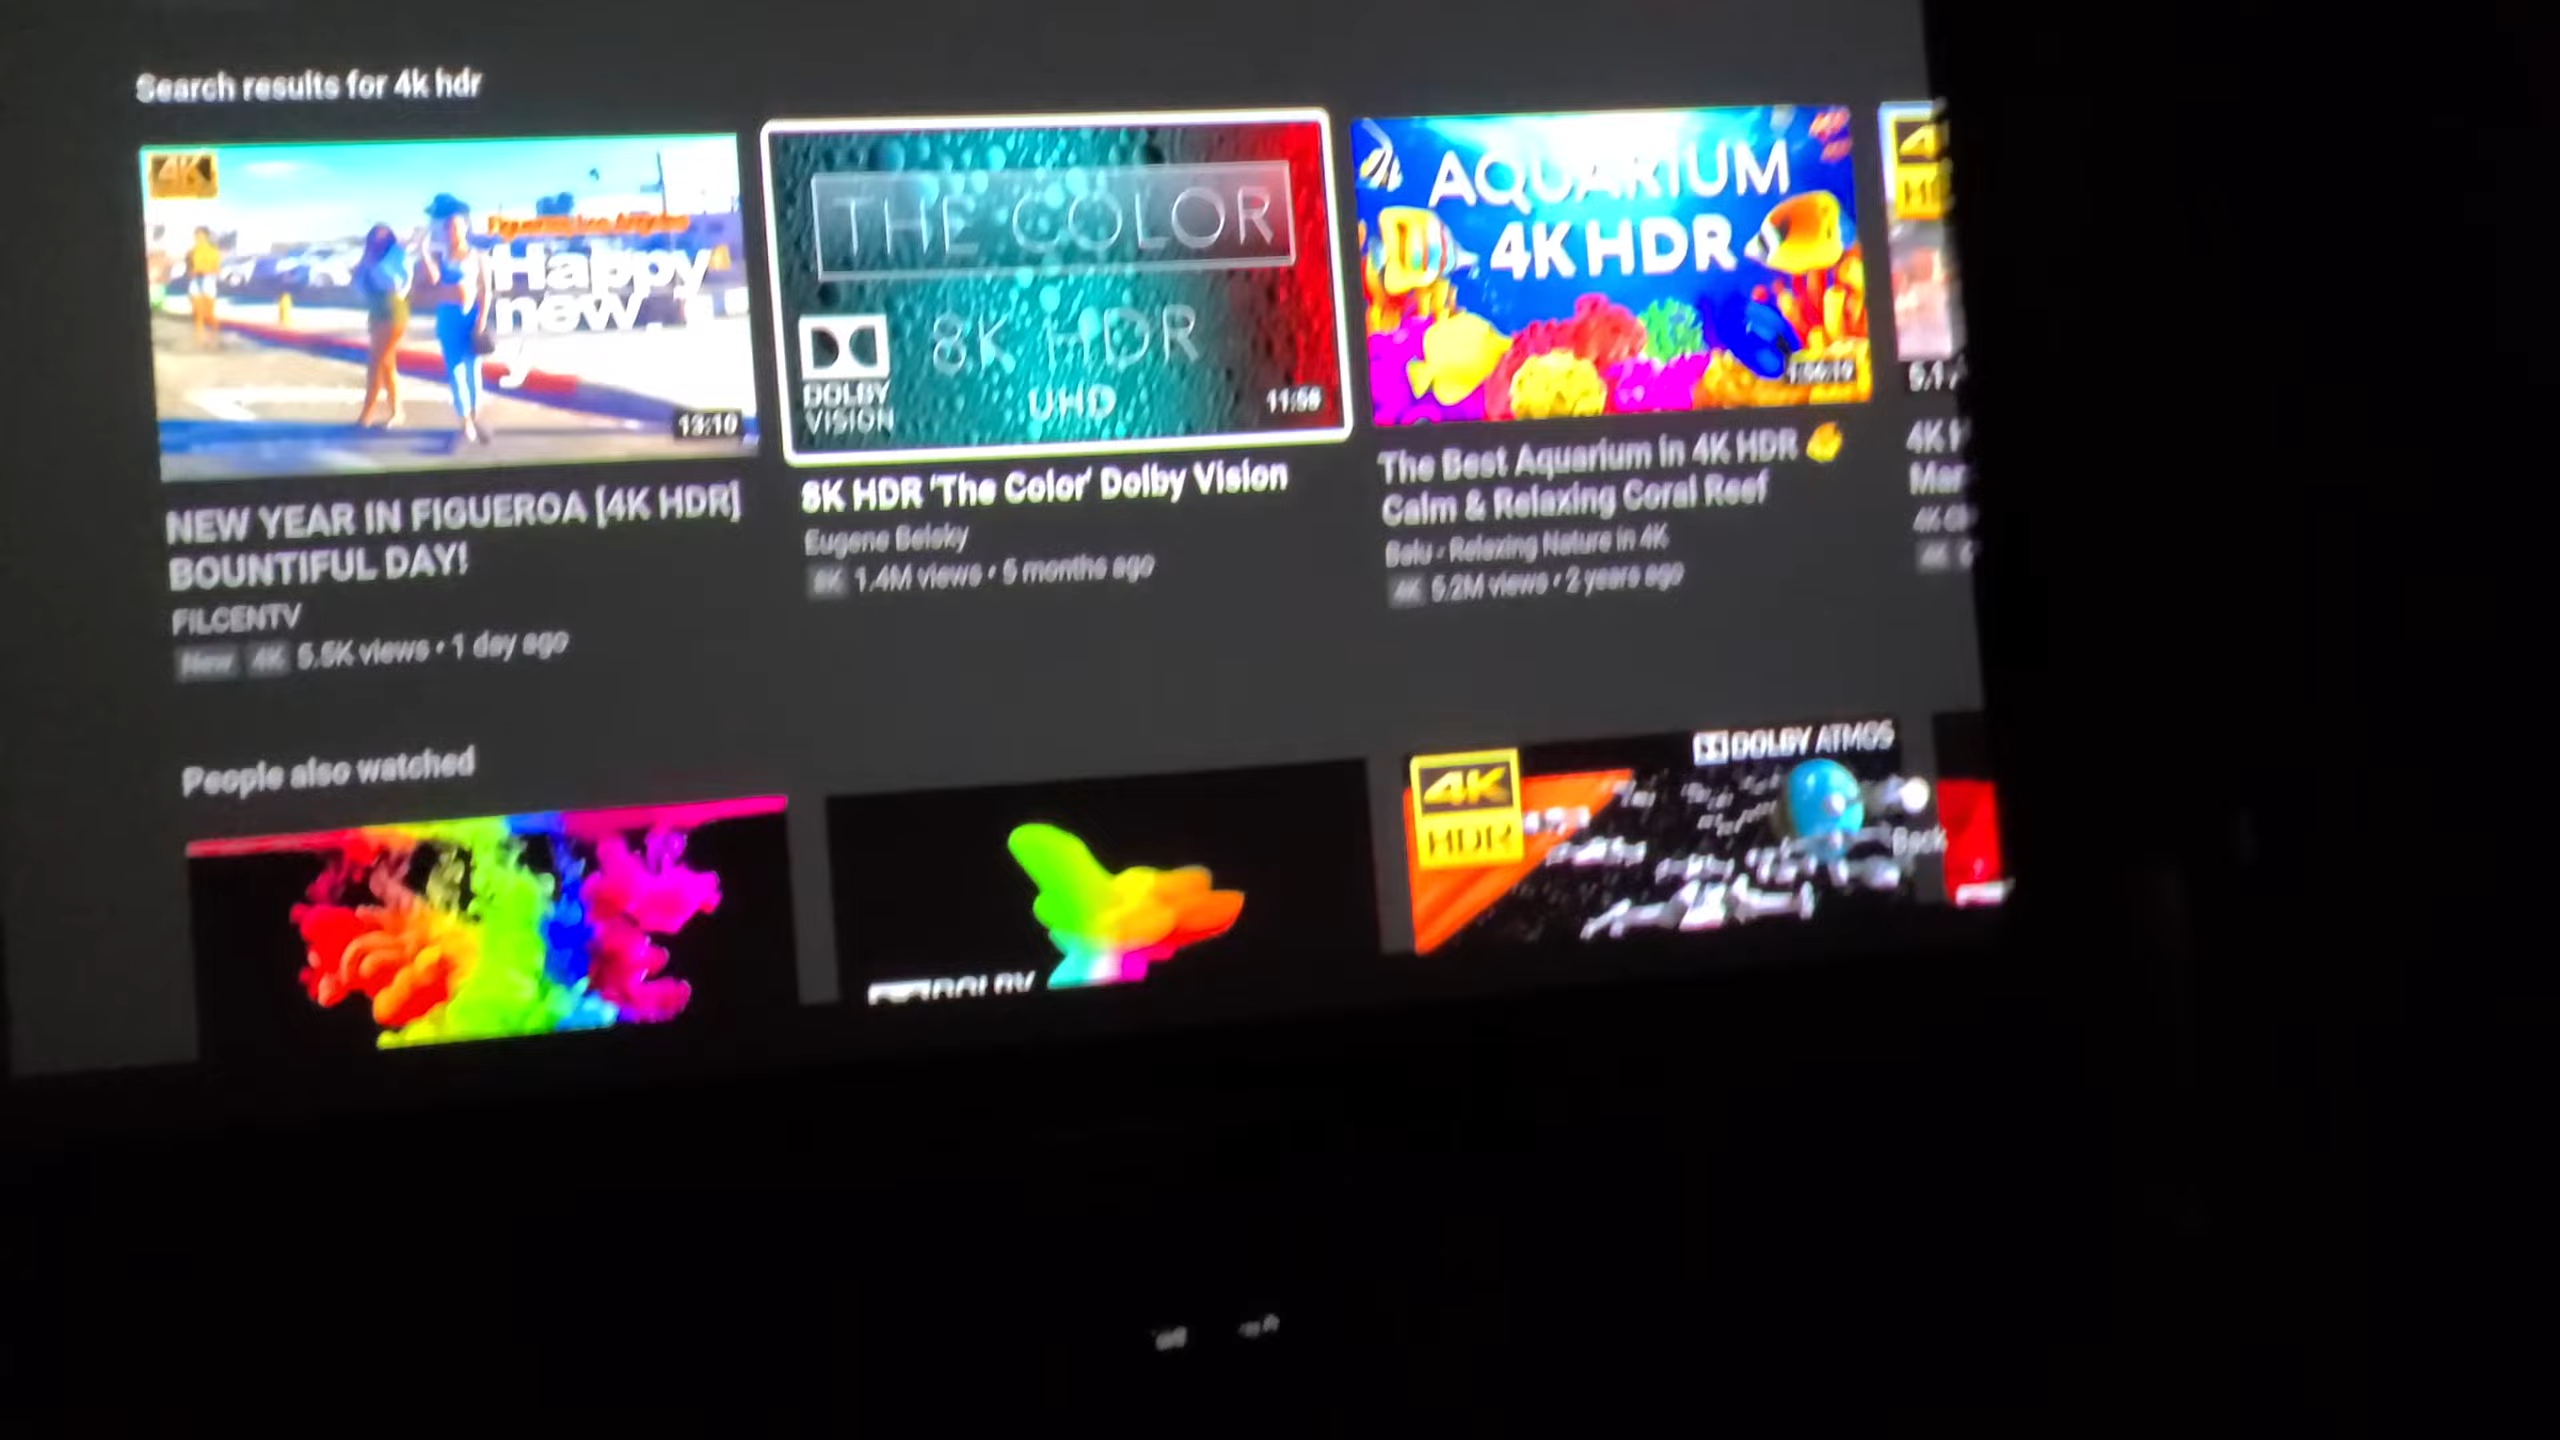 Search results for 4k hdr
4K
Happy
new
y
13:10
NEW YEAR IN FIGUEROA [4K HDR]
BOUNTIFUL DAY!
FILCENTV
New 4K 5.5K views • 1 day ago
THE COLOR
8K HDR
UHD
DOLBY
VISION
11:58
8K HDR 'The Color' Dolby Vision
Eugene Belsky
8K 1.4M views • 5 months ago
AQUARIUM
4K HDR
The Best Aquarium in 4K HDR
Calm & Relaxing Coral Reef
Balu - Relaxing Nature in 4K
4K 5.2M views • 2 years ago
People also watched
DOLBY
4K
HDR
DOLBY ATMOS
Back